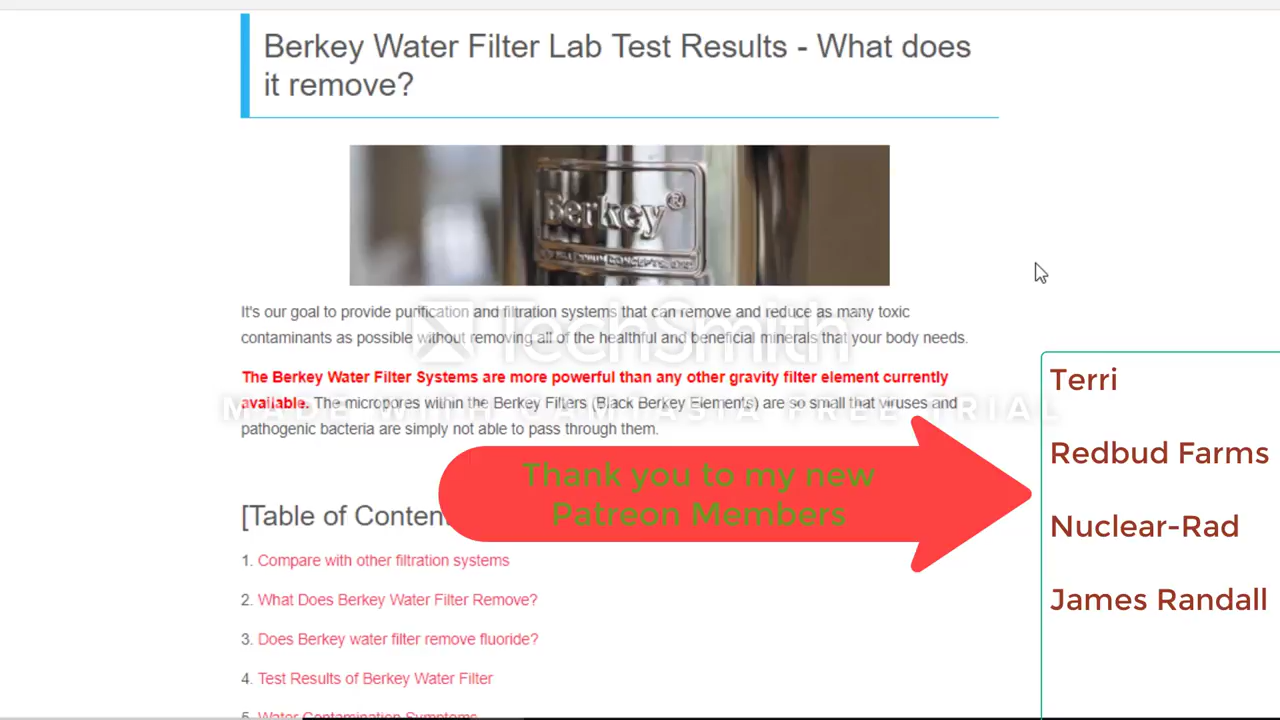 Berkey Water Filter Lab Test Results - What does
it remove?
Berkey®
It's our goal to provide purification and filtration systems that can remove and reduce as many toxic
contaminants as possible without removing all of the healthful and beneficial minerals that your body needs.
TechSmith
The Berkey Water Filter Systems are more powerful than any other gravity filter element currently
available. The micropores within the Berkey Filters (Black Berkey Elements) are so small that viruses and
MADE WITH CAMTASIA FREE TRIAL
pathogenic bacteria are simply not able to pass through them.
Thank you to my new
Patreon Members
Terri
Redbud Farms
Nuclear-Rad
James Randall
[Table of Conten
1. Compare with other filtration systems
2. What Does Berkey Water Filter Remove?
3. Does Berkey water filter remove fluoride?
4. Test Results of Berkey Water Filter
5. Water Contamination Symptoms